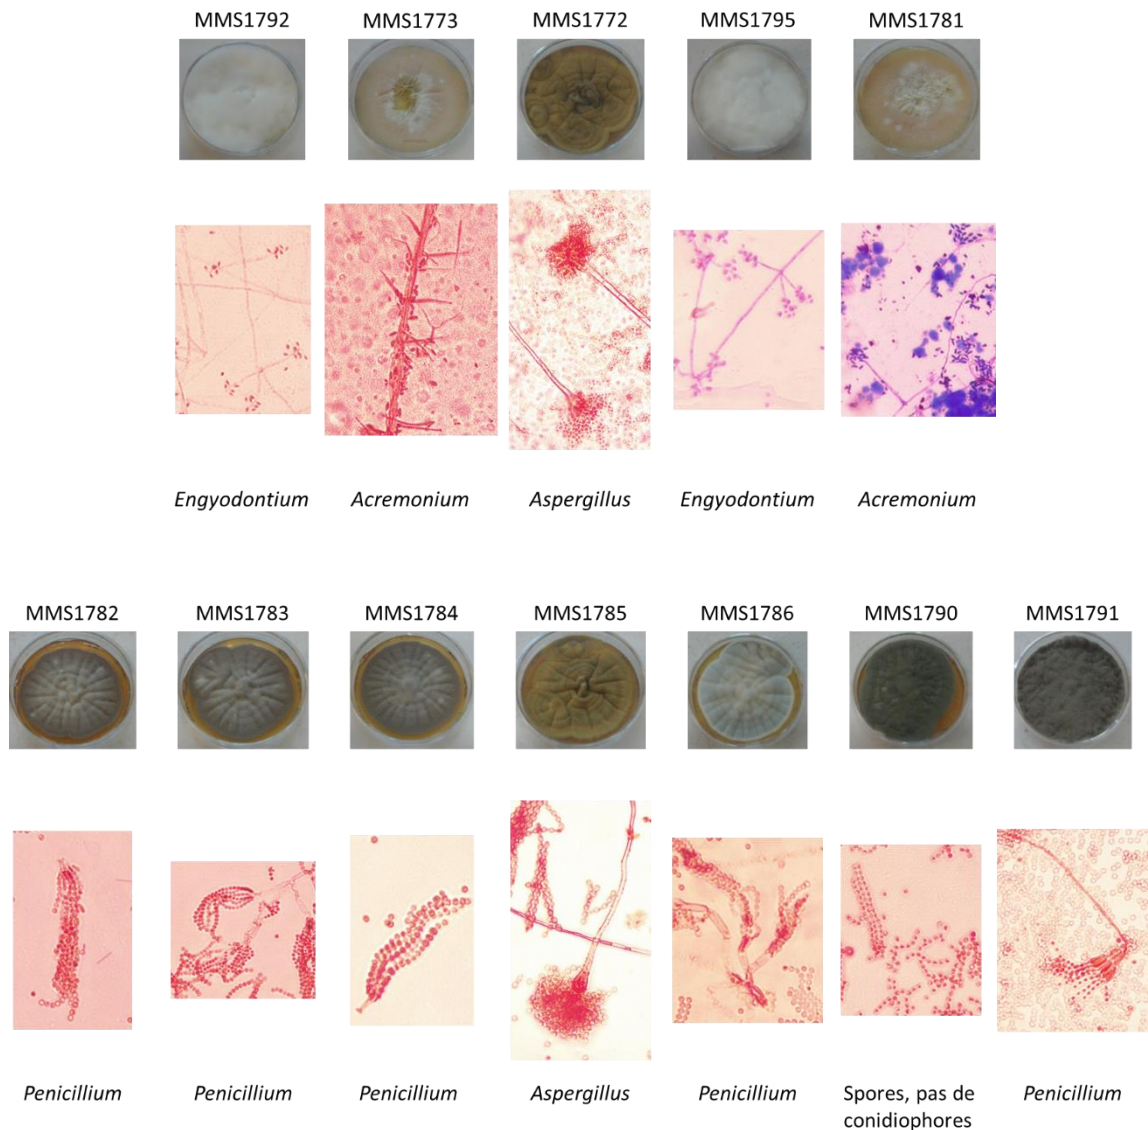 MMS1792 MMS1773 MMS1772 MMS1795 MMS1781
Engyodontium Acremonium Aspergillus Engyodontium Acremonium
MMS1782 MMS1783 MMS1784 MMS1785 MMS1786 MMS1790 MMS1791
Penicillium Penicillium Penicillium Aspergillus Penicillium Spores, pas de Penicillium
conidiophores